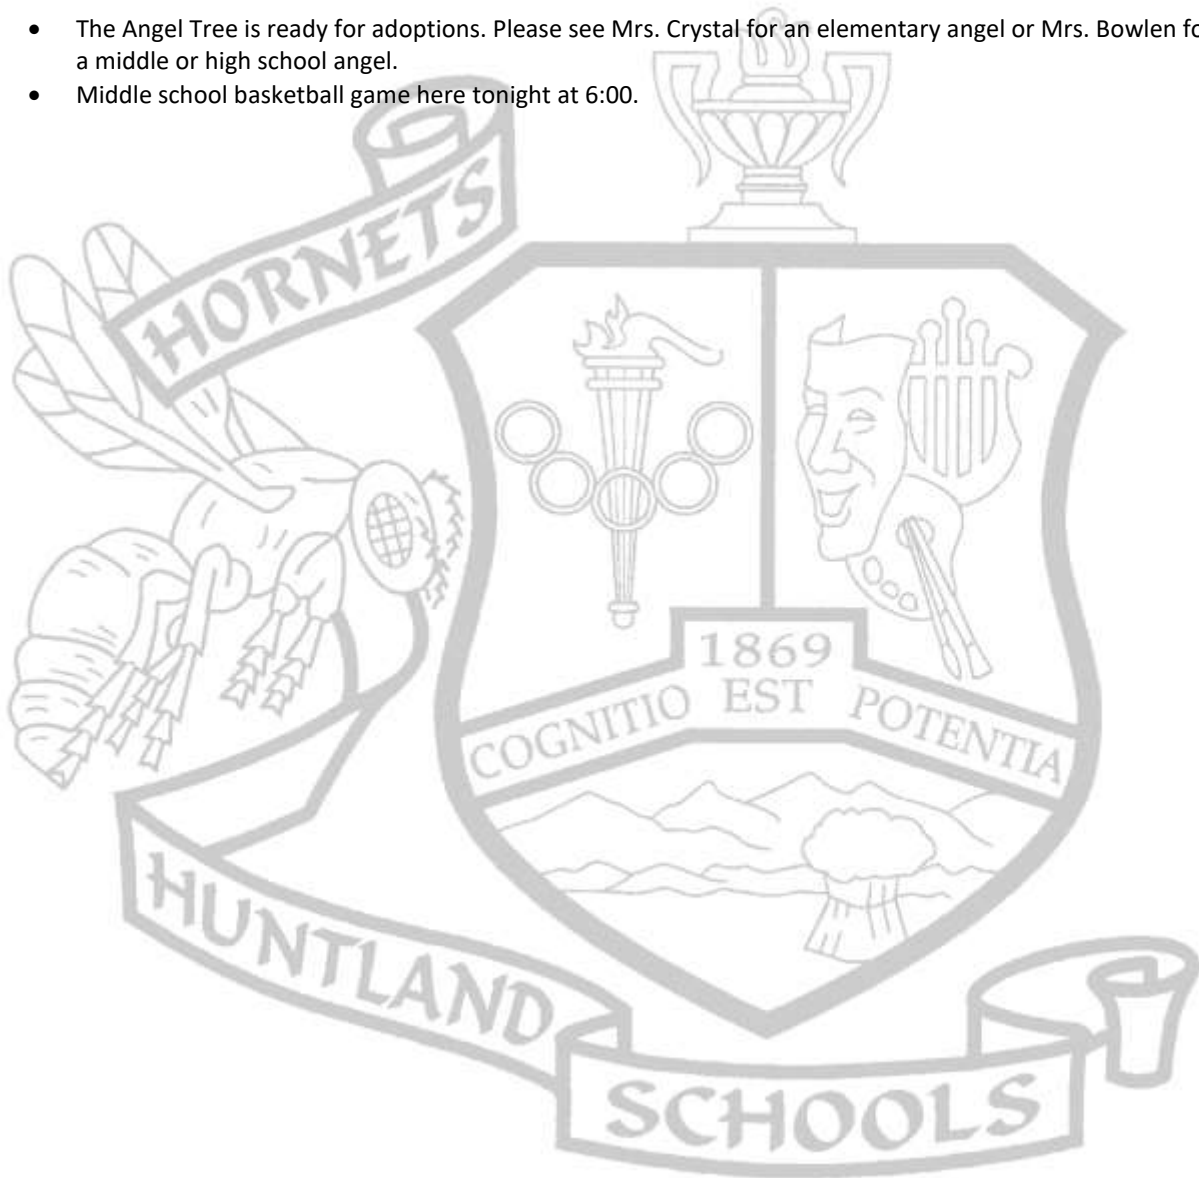 • The Angel Tree is ready for adoptions. Please see Mrs. Crystal for an elementary angel or Mrs. Bowlen fo
a middle or high school angel.
• Middle school basketball game here tonight at 6:00.
HORNETS
1869
COGNITIO EST POTENTIA
HUNTLAND
SCHOOLS